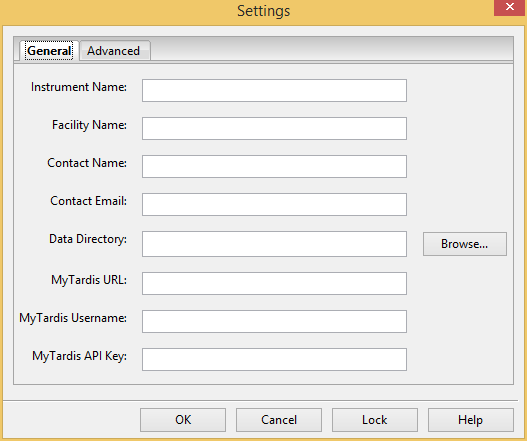 Settings
General Advanced
Instrument Name:
Facility Name:
Contact Name:
Contact Email:
Data Directory: Browse...
MyTardis URL:
MyTardis Username:
MyTardis API Key:
OK Cancel Lock Help